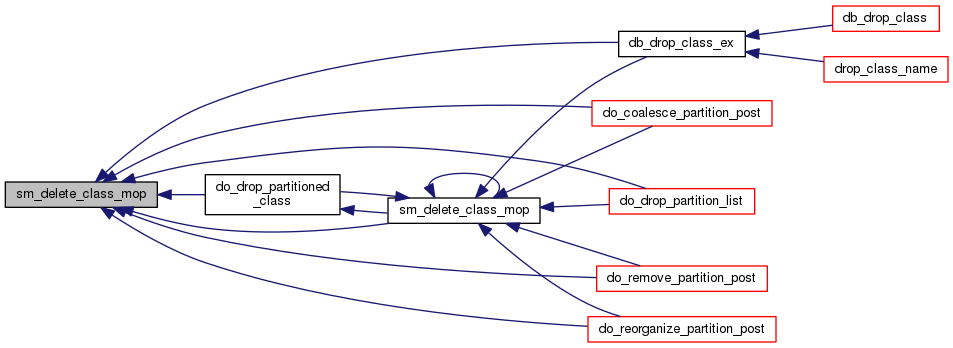 db_drop_class
db_drop_class_ex
drop_class_name
do_coalesce_partition_post
sm_delete_class_mop
do_drop_partitioned
_class
sm_delete_class_mop
do_drop_partition_list
do_remove_partition_post
do_reorganize_partition_post